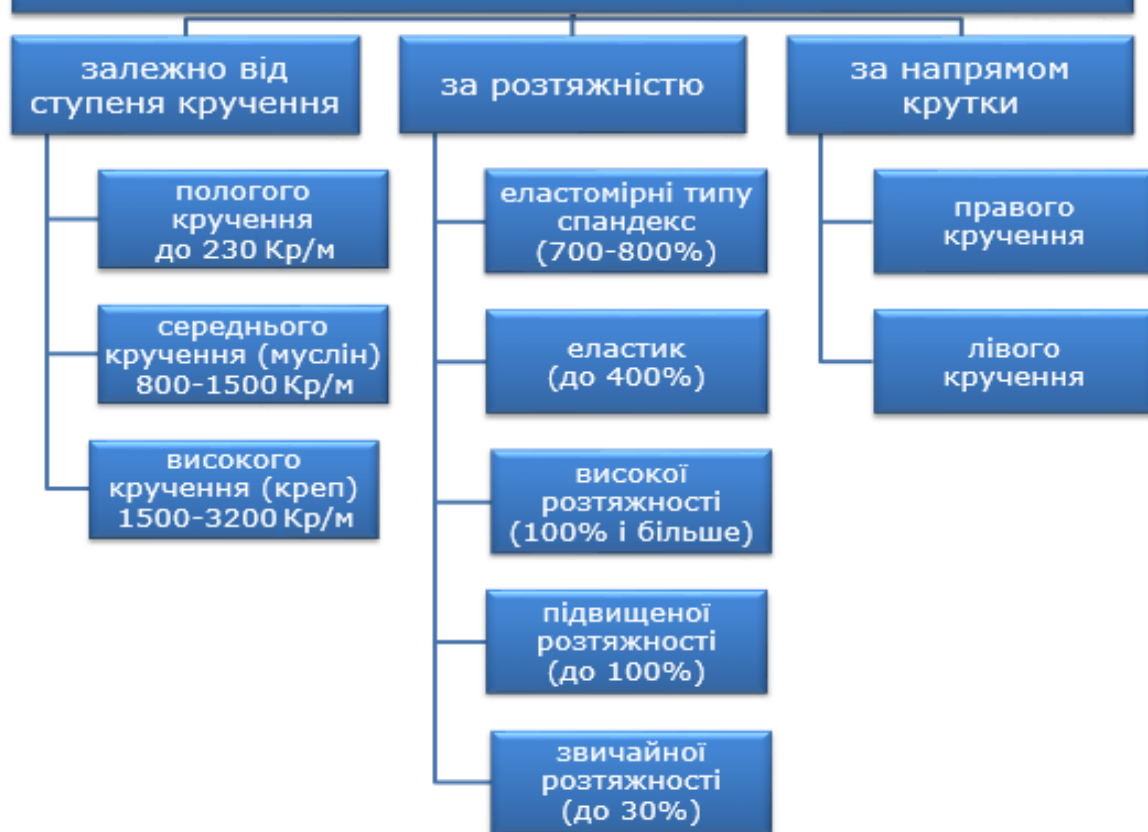 залежно від
ступеня кручення
пологого
кручення
до 230 Кр/м
середнього
кручення (муслін)
800-1500 Кр/м
високого
кручення (креп)
1500-3200 Кр/м
за розтяжністю
еластомірні типу
спандекс
(700-800%)
еластик
(до 400%)
високої
розтяжності
(100% і більше)
підвищеної
розтяжності
(до 100%)
звичайної
розтяжності
(до 30%)
за напрямом
крутки
правого
кручення
лівого
кручення